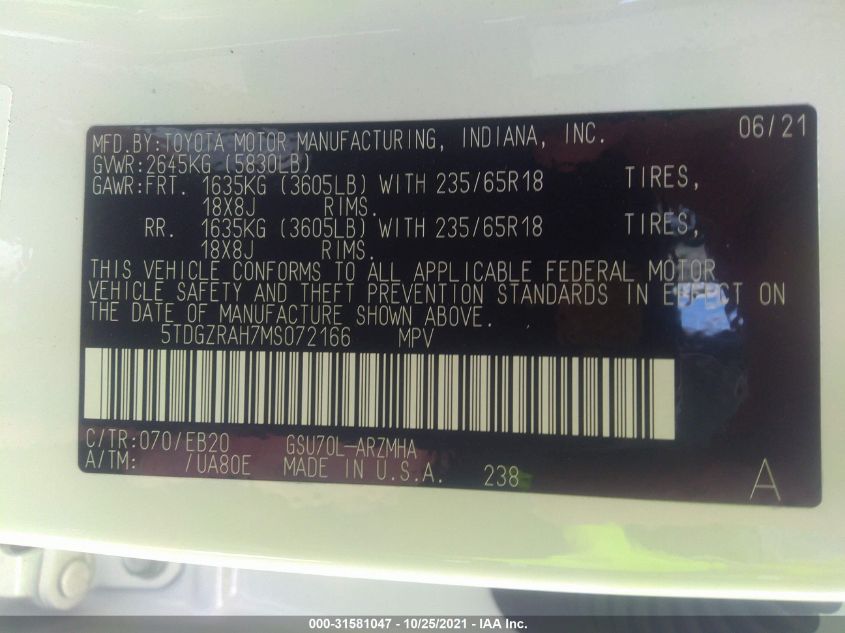 MFD.BY:TOYOTA MOTOR MANUFACTURING, INDIANA, INC. 06/21
GVWR:2645KG (5830LB)
GAWR:FRT. 1635KG (3605LB) WITH 235/65R18 TIRES,
18X8J RIMS.
RR. 1635KG (3605LB) WITH 235/65R18 TIRES,
18X8J RIMS.
THIS VEHICLE CONFORMS TO ALL APPLICABLE FEDERAL MOTOR
VEHICLE SAFETY AND THEFT PREVENTION STANDARDS IN EFFECT ON
THE DATE OF MANUFACTURE SHOWN ABOVE.
5TDGZRAH7MS072166 MPV
C/TR:070/EB20 GSU70L-ARZMHA
A/TM: /UA80E MADE IN U.S.A. 238 A
000-31581047 - 10/25/2021 - IAA Inc.